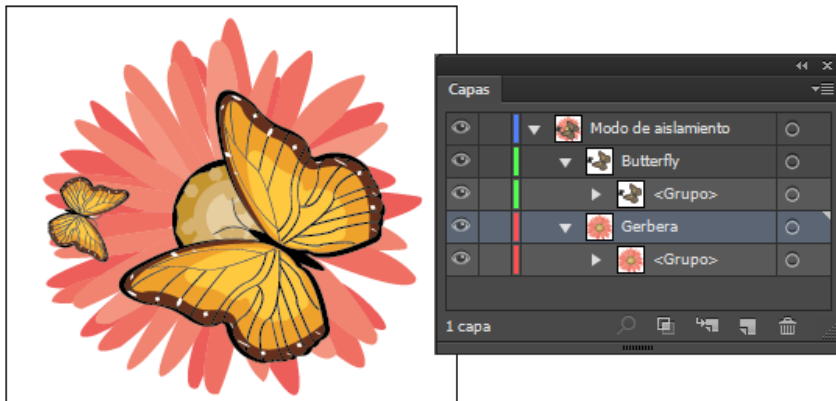 Capas
Modo de aislamiento
Butterfly
<Grupo>
Gerbera
<Grupo>
1 capa